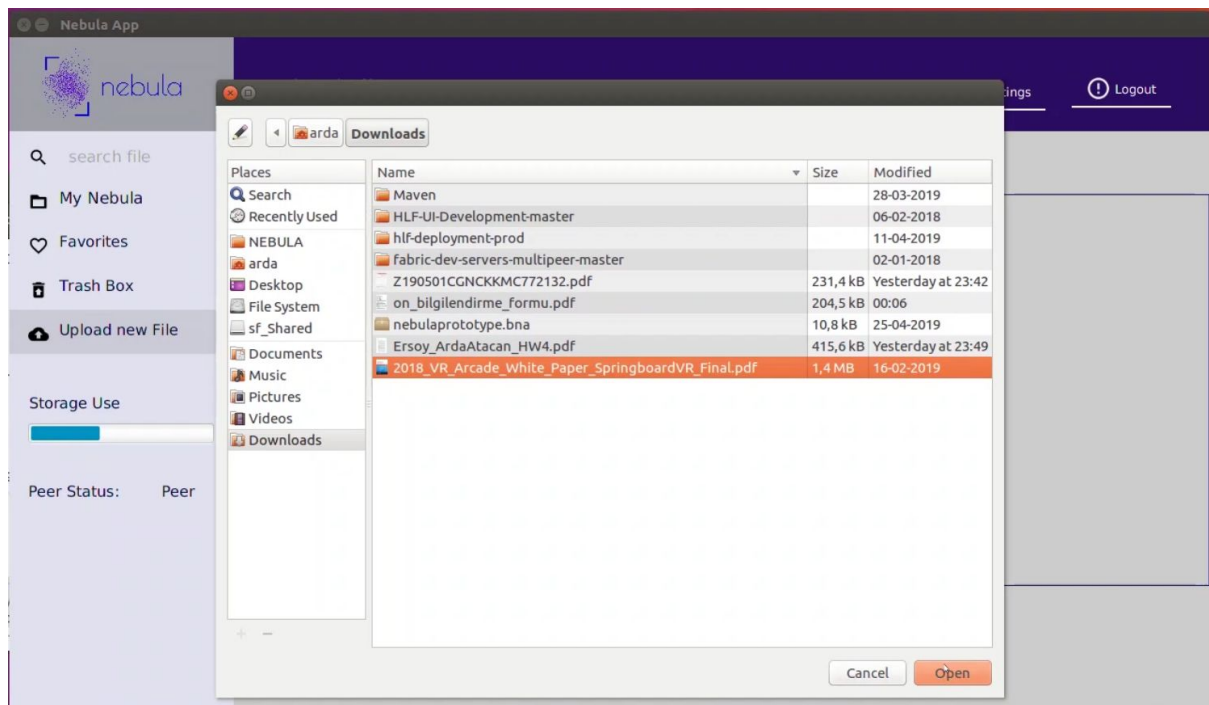 Nebula App
nebula
search file
My Nebula
Favorites
Trash Box
Upload new File
Storage Use
Peer Status: Peer
tings
Logout
arda Downloads
Places
Search
Recently Used
NEBULA
arda
Desktop
File System
sf_Shared
Documents
Music
Pictures
Videos
Downloads
Name Size Modified
Maven 28-03-2019
HLF-UI-Development-master 06-02-2018
hlf-deployment-prod 11-04-2019
fabric-dev-servers-multipeer-master 02-01-2018
Z190501CGNCKKMC772132.pdf 231,4 kB Yesterday at 23:42
on_bilgilendirme_formu.pdf 204,5 kB 00:06
nebulaprototype.bna 10,8 kB 25-04-2019
Ersoy_ArdaAtacan_HW4.pdf 415,6 kB Yesterday at 23:49
2018_VR_Arcade_White_Paper_SpringboardVR_Final.pdf 1,4 MB 16-02-2019
Cancel Open